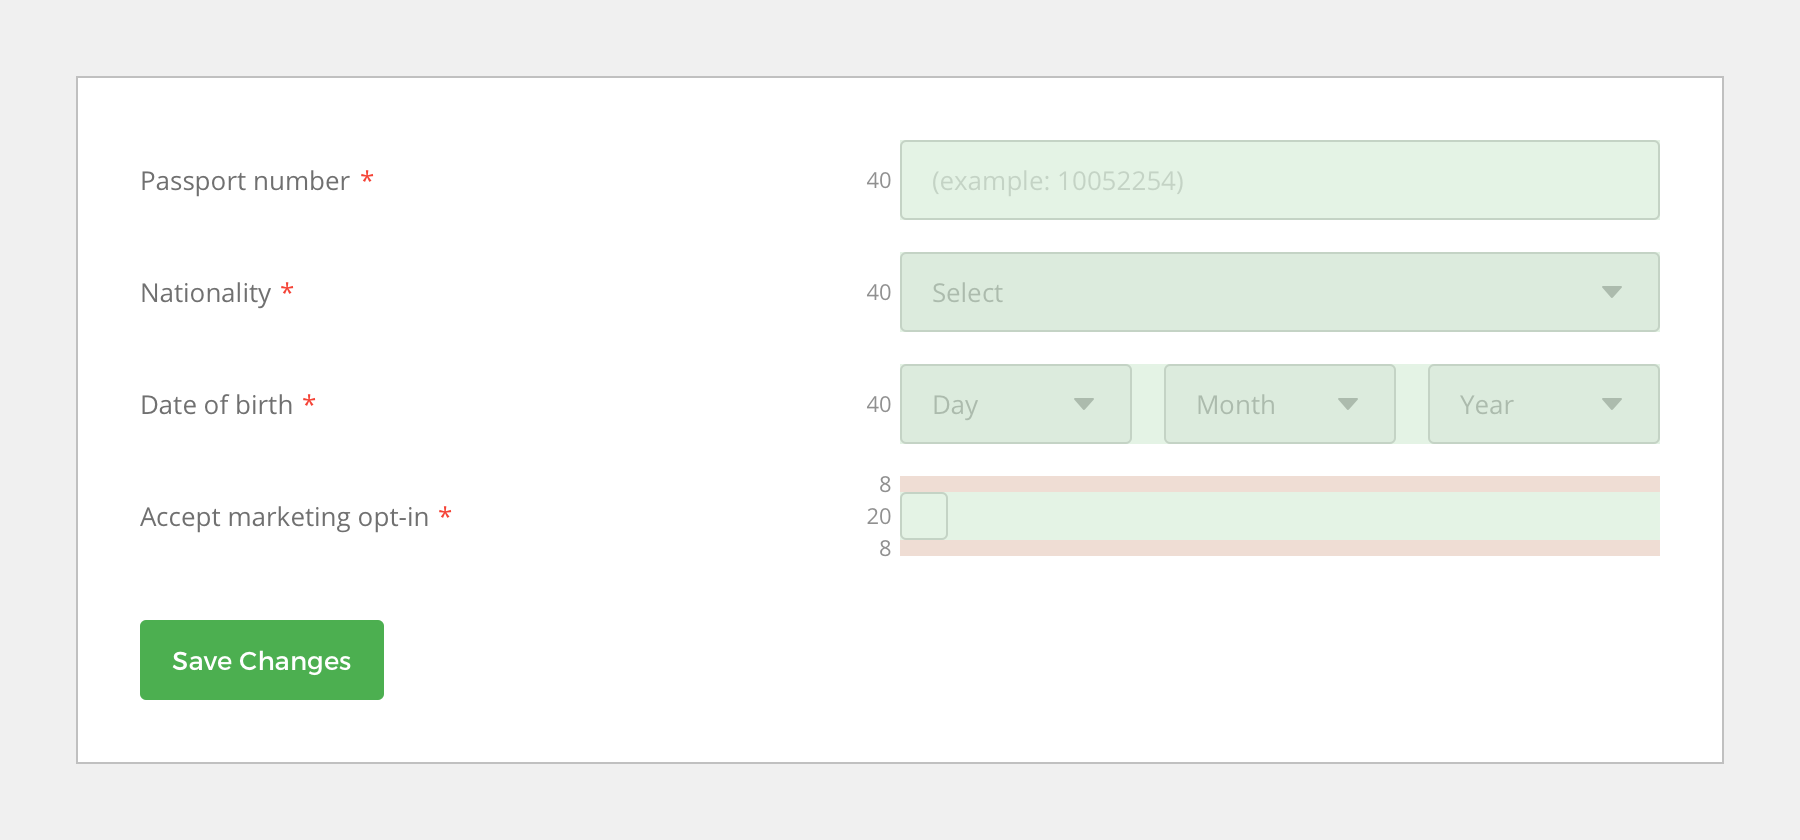 Passport number *
40
(example: 10052254)
Nationality *
40
Select
Date of birth *
40
Day
Month
Year
Accept marketing opt-in *
8
20
8
Save Changes